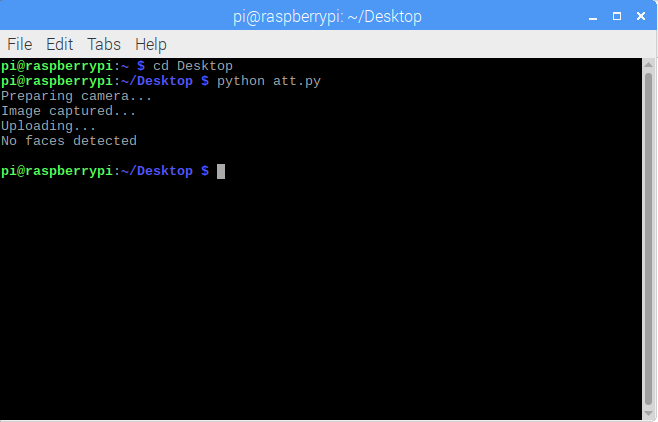 pi@raspberrypi: ~/Desktop
File Edit Tabs Help
pi@raspberrypi:~ $ cd Desktop
pi@raspberrypi:~/Desktop $ python att.py
Preparing camera...
Image captured...
Uploading...
No faces detected
pi@raspberrypi:~/Desktop $